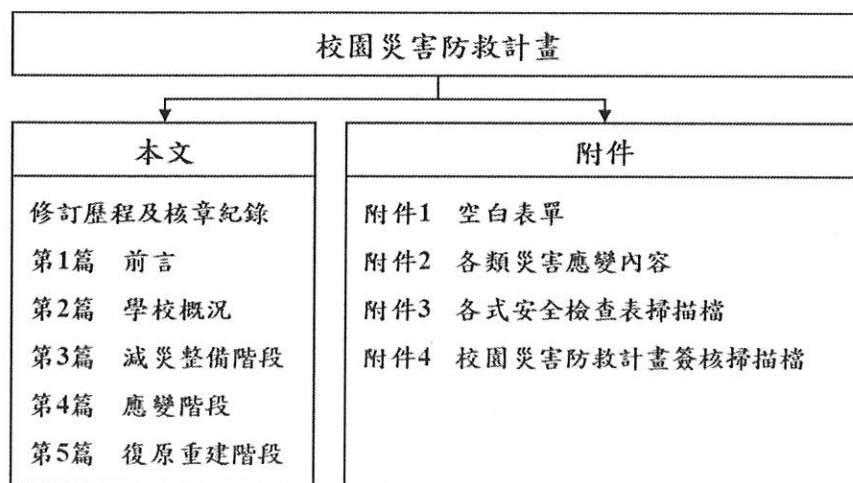 校園災害防救計畫
本文
修訂歷程及核章紀錄
第1篇 前言
第2篇 學校概況
第3篇 減災整備階段
第4篇 應變階段
第5篇 復原重建階段
附件
附件1 空白表單
附件2 各類災害應變內容
附件3 各式安全檢查表掃描檔
附件4 校園災害防救計畫簽核掃描檔